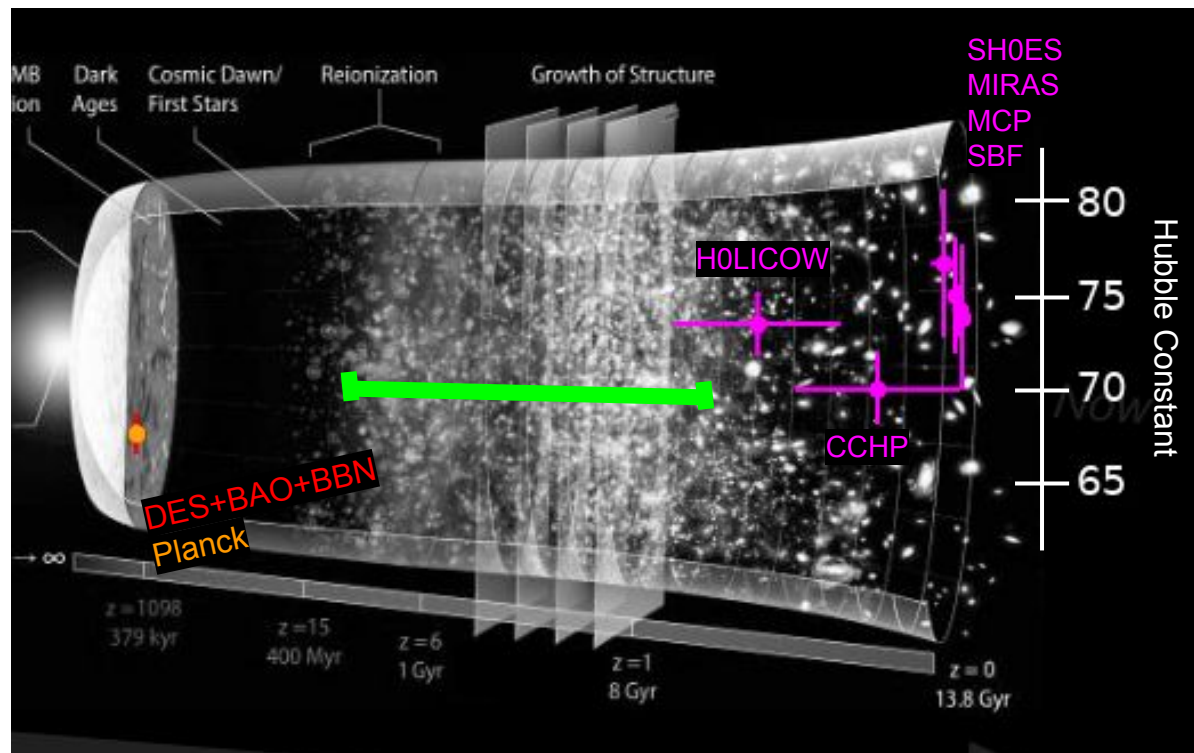 MB
ion
Dark
Ages
Cosmic Dawn/
First Stars
Reionization
Growth of Structure
SH0ES
MIRAS
MCP
SBF
80
75
70
65
Hubble Constant
Now
H0LICOW
CCHP
DES+BAO+BBN
Planck
→ ∞
z=1098
379 kyr
z=15
400 Myr
z=6
1 Gyr
z=1
8 Gyr
z=0
13.8 Gyr